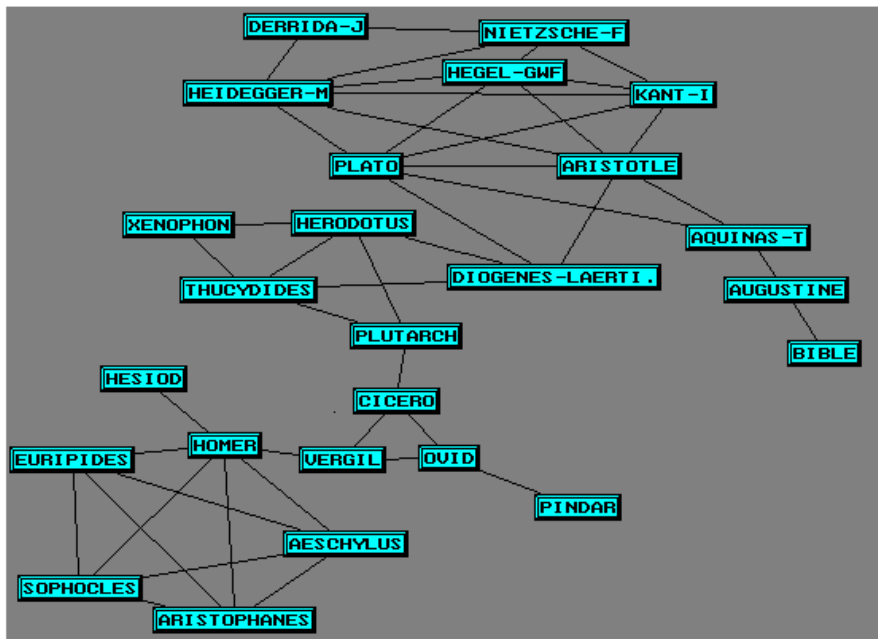 DERRIDA-J
NIETZSCHE-F
HEGEL-GWF
HEIDEGGER-M
KANT-I
PLATO
ARISTOTLE
XENOPHON
HERODOTUS
AQUINAS-T
THUCYDIDES
DIOGENES-LAERTI.
AUGUSTINE
PLUTARCH
BIBLE
HESIOD
CICERO
HOMER
EURIPIDES
VERGIL
OVID
PINDAR
AESCHYLUS
SOPHOCLES
ARISTOPHANES